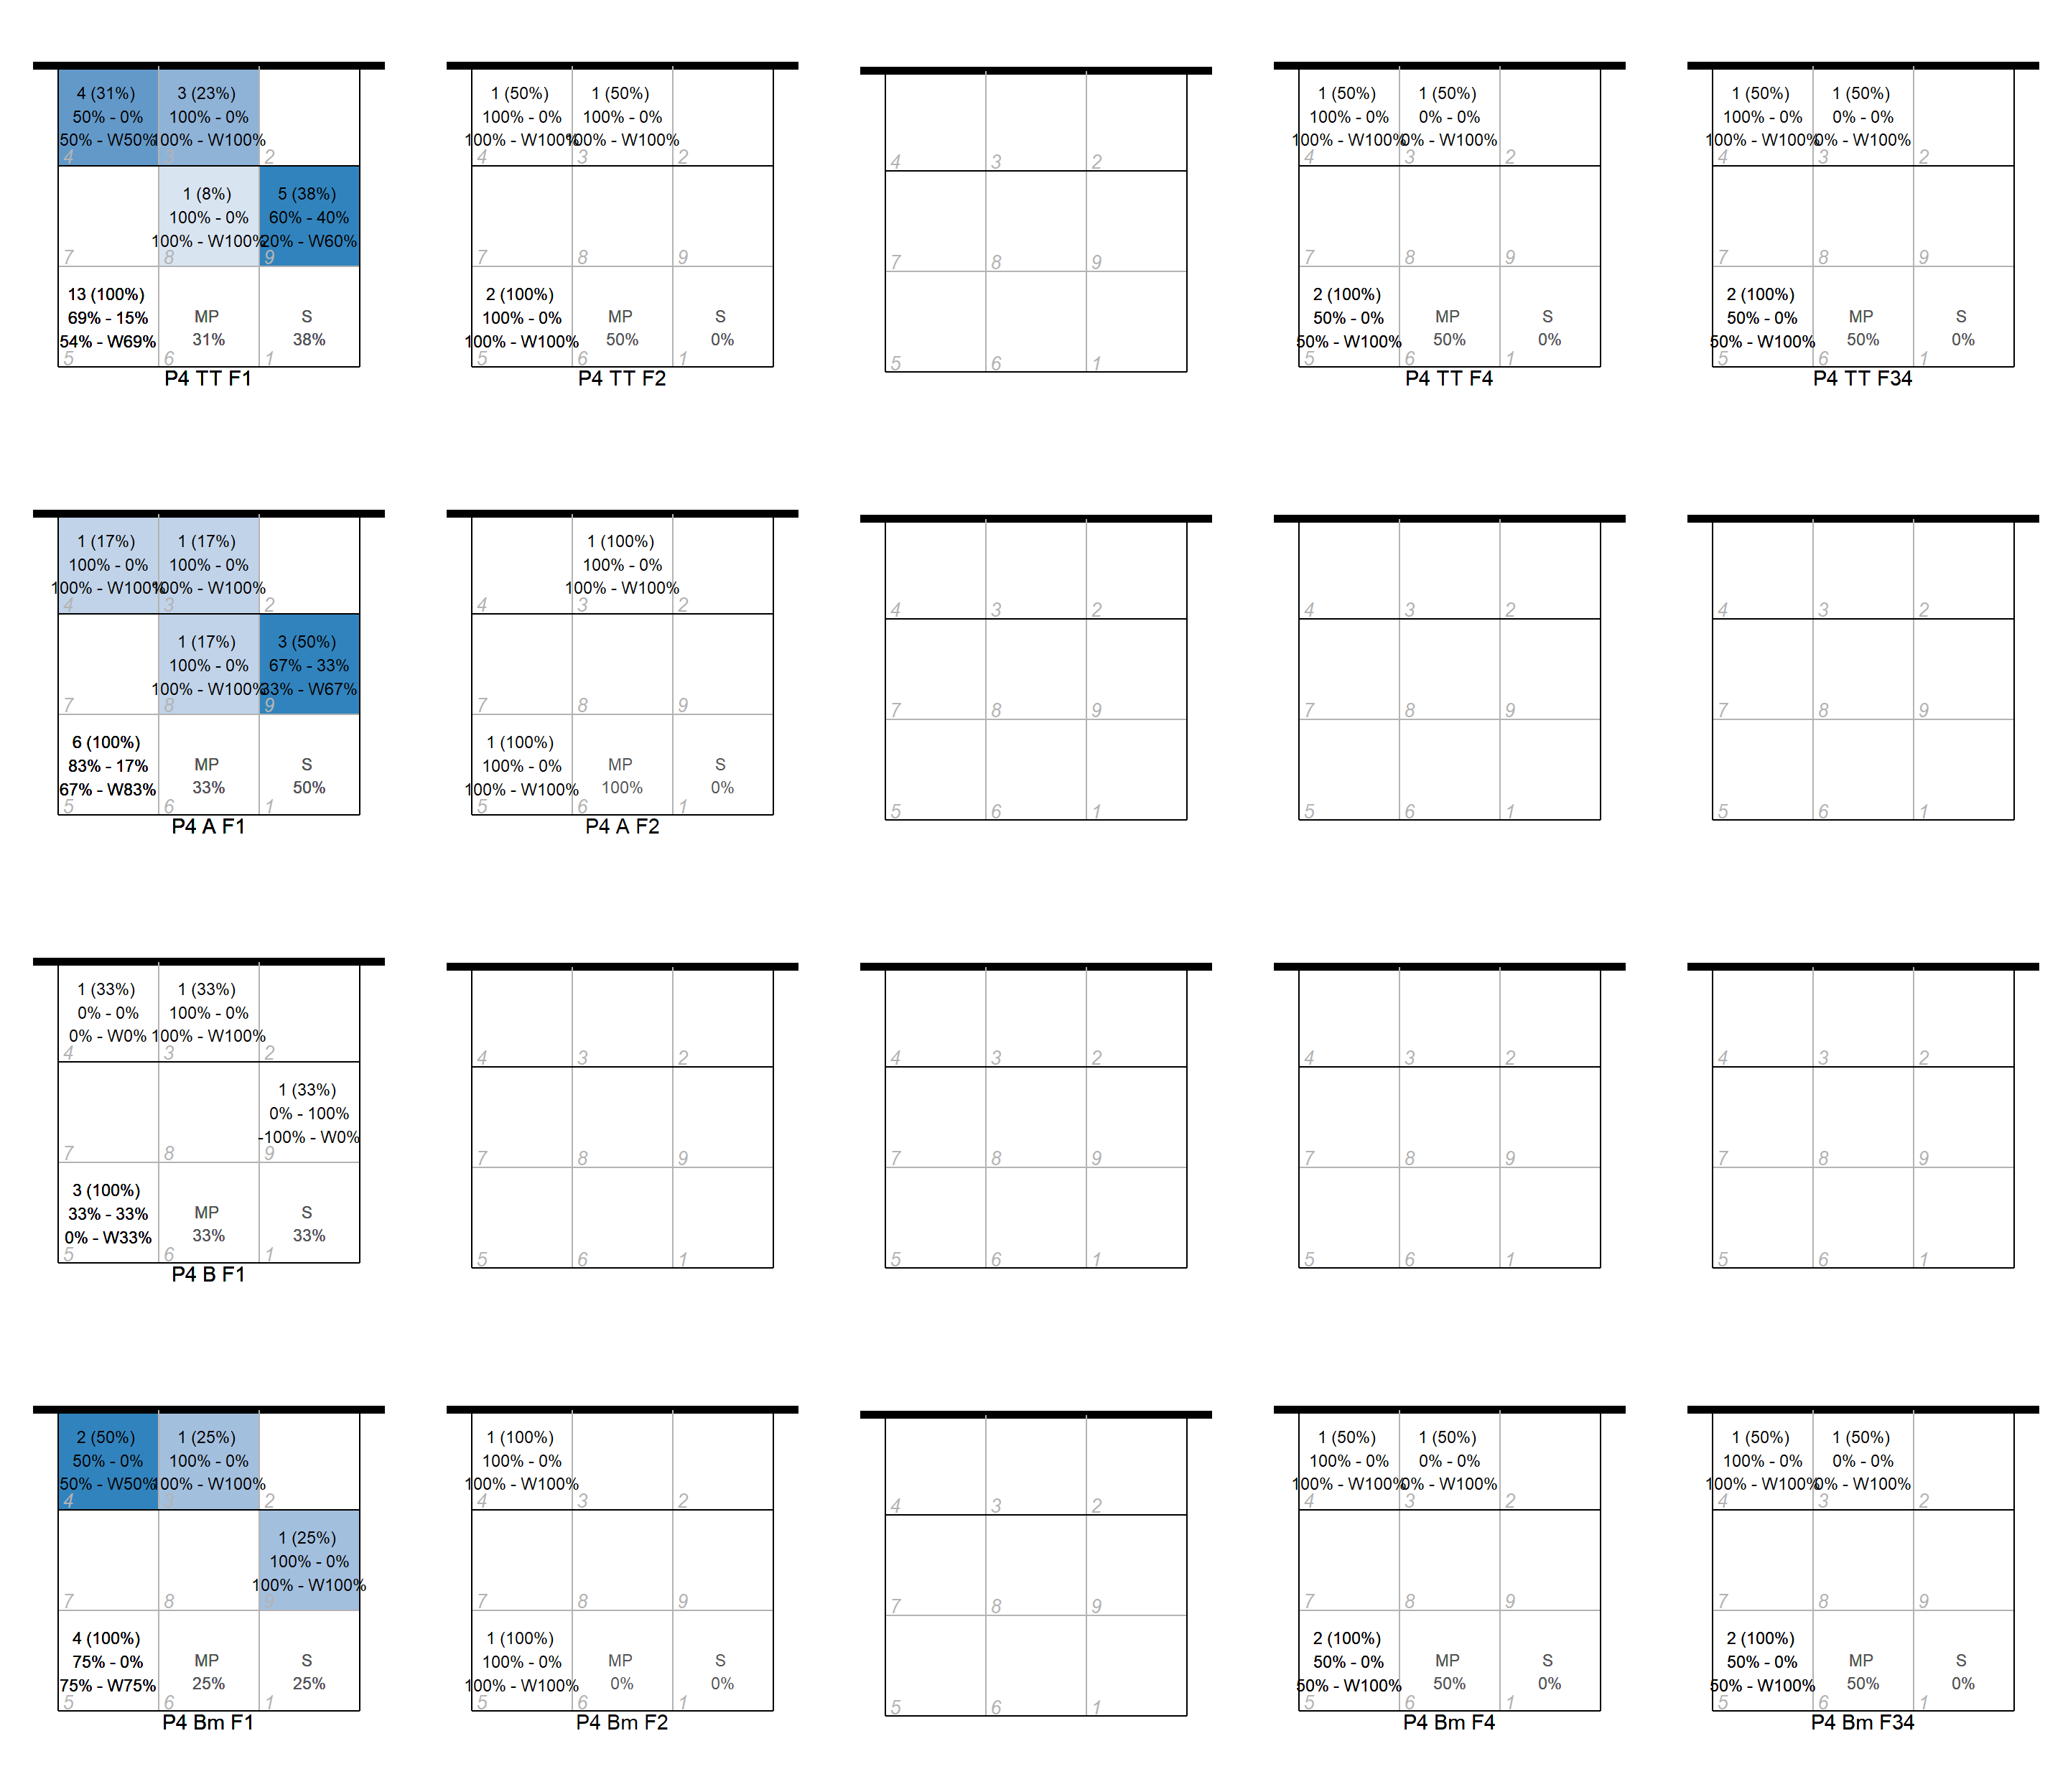 4 (31%) 3 (23%)
50% - 0% 100% - 0%
50% - W50% 100% - W100%
4 3 2
1 (8%) 5 (38%)
100% - 0% 60% - 40%
100% - W100% 20% - W60%
7 8 9
13 (100%)
69% - 15% MP S
54% - W69% 31% 38%
5 6 1
P4 TT F1
1 (50%) 1 (50%)
100% - 0% 100% - 0%
100% - W100% 100% - W100%
4 3 2
7 8 9
2 (100%)
100% - 0% MP S
100% - W100% 50% 0%
5 6 1
P4 TT F2
4 3 2
7 8 9
5 6 1
1 (50%) 1 (50%)
100% - 0% 0% - 0%
100% - W100% 0% - W100%
4 3 2
7 8 9
2 (100%)
50% - 0% MP S
50% - W100% 50% 0%
5 6 1
P4 TT F4
1 (50%) 1 (50%)
100% - 0% 0% - 0%
100% - W100% 0% - W100%
4 3 2
7 8 9
2 (100%)
50% - 0% MP S
50% - W100% 50% 0%
5 6 1
P4 TT F34
1 (17%) 1 (17%)
100% - 0% 100% - 0%
100% - W100% 100% - W100%
4 3 2
1 (17%) 3 (50%)
100% - 0% 67% - 33%
100% - W100% 33% - W67%
7 8 9
6 (100%)
83% - 17% MP S
67% - W83% 33% 50%
5 6 1
P4 A F1
1 (100%)
100% - 0%
100% - W100%
4 3 2
7 8 9
1 (100%)
100% - 0% MP S
100% - W100% 100% 0%
5 6 1
P4 A F2
4 3 2
7 8 9
5 6 1
4 3 2
7 8 9
5 6 1
4 3 2
7 8 9
5 6 1
1 (33%) 1 (33%)
0% - 0% 100% - 0%
0% - W0% 100% - W100%
4 3 2
1 (33%)
0% - 100%
-100% - W0%
7 8 9
3 (100%)
33% - 33% MP S
0% - W33% 33% 33%
5 6 1
P4 B F1
4 3 2
7 8 9
5 6 1
4 3 2
7 8 9
5 6 1
4 3 2
7 8 9
5 6 1
4 3 2
7 8 9
5 6 1
2 (50%) 1 (25%)
50% - 0% 100% - 0%
50% - W50% 100% - W100%
4 3 2
1 (25%)
100% - 0%
100% - W100%
7 8 9
4 (100%)
75% - 0% MP S
75% - W75% 25% 25%
5 6 1
P4 Bm F1
1 (100%)
100% - 0%
100% - W100%
4 3 2
7 8 9
1 (100%)
100% - 0% MP S
100% - W100% 0% 0%
5 6 1
P4 Bm F2
4 3 2
7 8 9
5 6 1
1 (50%) 1 (50%)
100% - 0% 0% - 0%
100% - W100% 0% - W100%
4 3 2
7 8 9
2 (100%)
50% - 0% MP S
50% - W100% 50% 0%
5 6 1
P4 Bm F4
1 (50%) 1 (50%)
100% - 0% 0% - 0%
100% - W100% 0% - W100%
4 3 2
7 8 9
2 (100%)
50% - 0% MP S
50% - W100% 50% 0%
5 6 1
P4 Bm F34